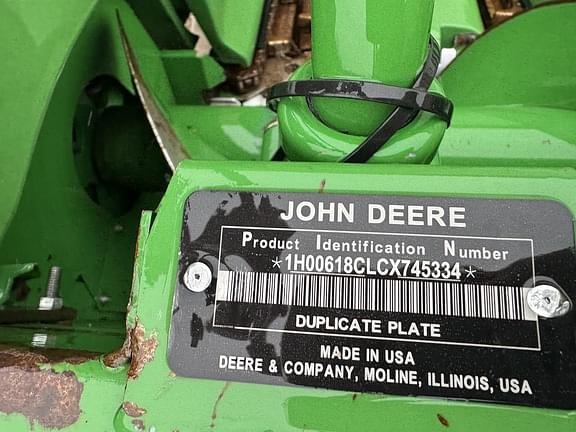 JOHN DEERE
Product Identification Number
*1H00618CLCX745334*
DUPLICATE PLATE
MADE IN USA
DEERE & COMPANY, MOLINE, ILLINOIS, USA